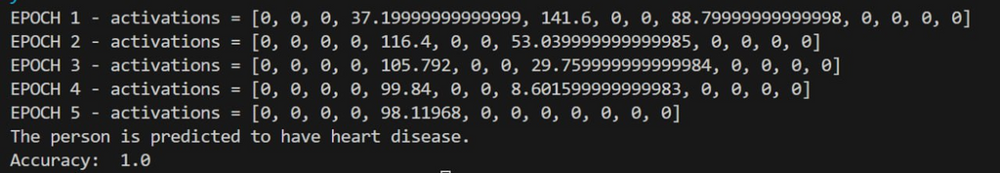 EPOCH 1 - activations = [0, 0, 0, 37.19999999999999, 141.6, 0, 0, 88.79999999999998, 0, 0, 0, 0]
EPOCH 2 - activations = [0, 0, 0, 0, 116.4, 0, 0, 53.039999999999985, 0, 0, 0, 0]
EPOCH 3 - activations = [0, 0, 0, 0, 105.792, 0, 0, 29.759999999999984, 0, 0, 0, 0]
EPOCH 4 - activations = [0, 0, 0, 0, 99.84, 0, 0, 8.601599999999983, 0, 0, 0, 0]
EPOCH 5 - activations = [0, 0, 0, 0, 98.11968, 0, 0, 0, 0, 0, 0, 0]
The person is predicted to have heart disease.
Accuracy:  1.0